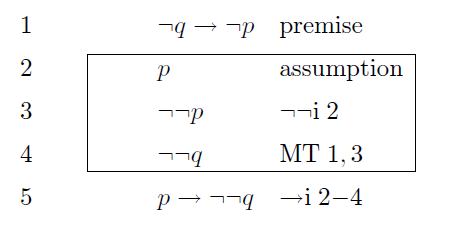 1 ¬q → ¬p premise
2 p assumption
3 ¬¬p ¬¬i 2
4 ¬¬q MT 1, 3
5 p → ¬¬q →i 2−4